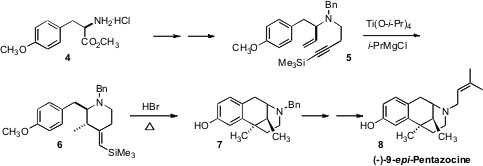 NH2·HCl
CH3O
CO2CH3
4
Bn
N
CH3O
Me3Si
5
Ti(O-i-Pr)4
i-PrMgCl
Bn
N
CH3O
SiMe3
6
HBr
△
N Bn
HO
CH3 CH3
7
N
HO
CH3 CH3
8
(-)-9-epi-Pentazocine